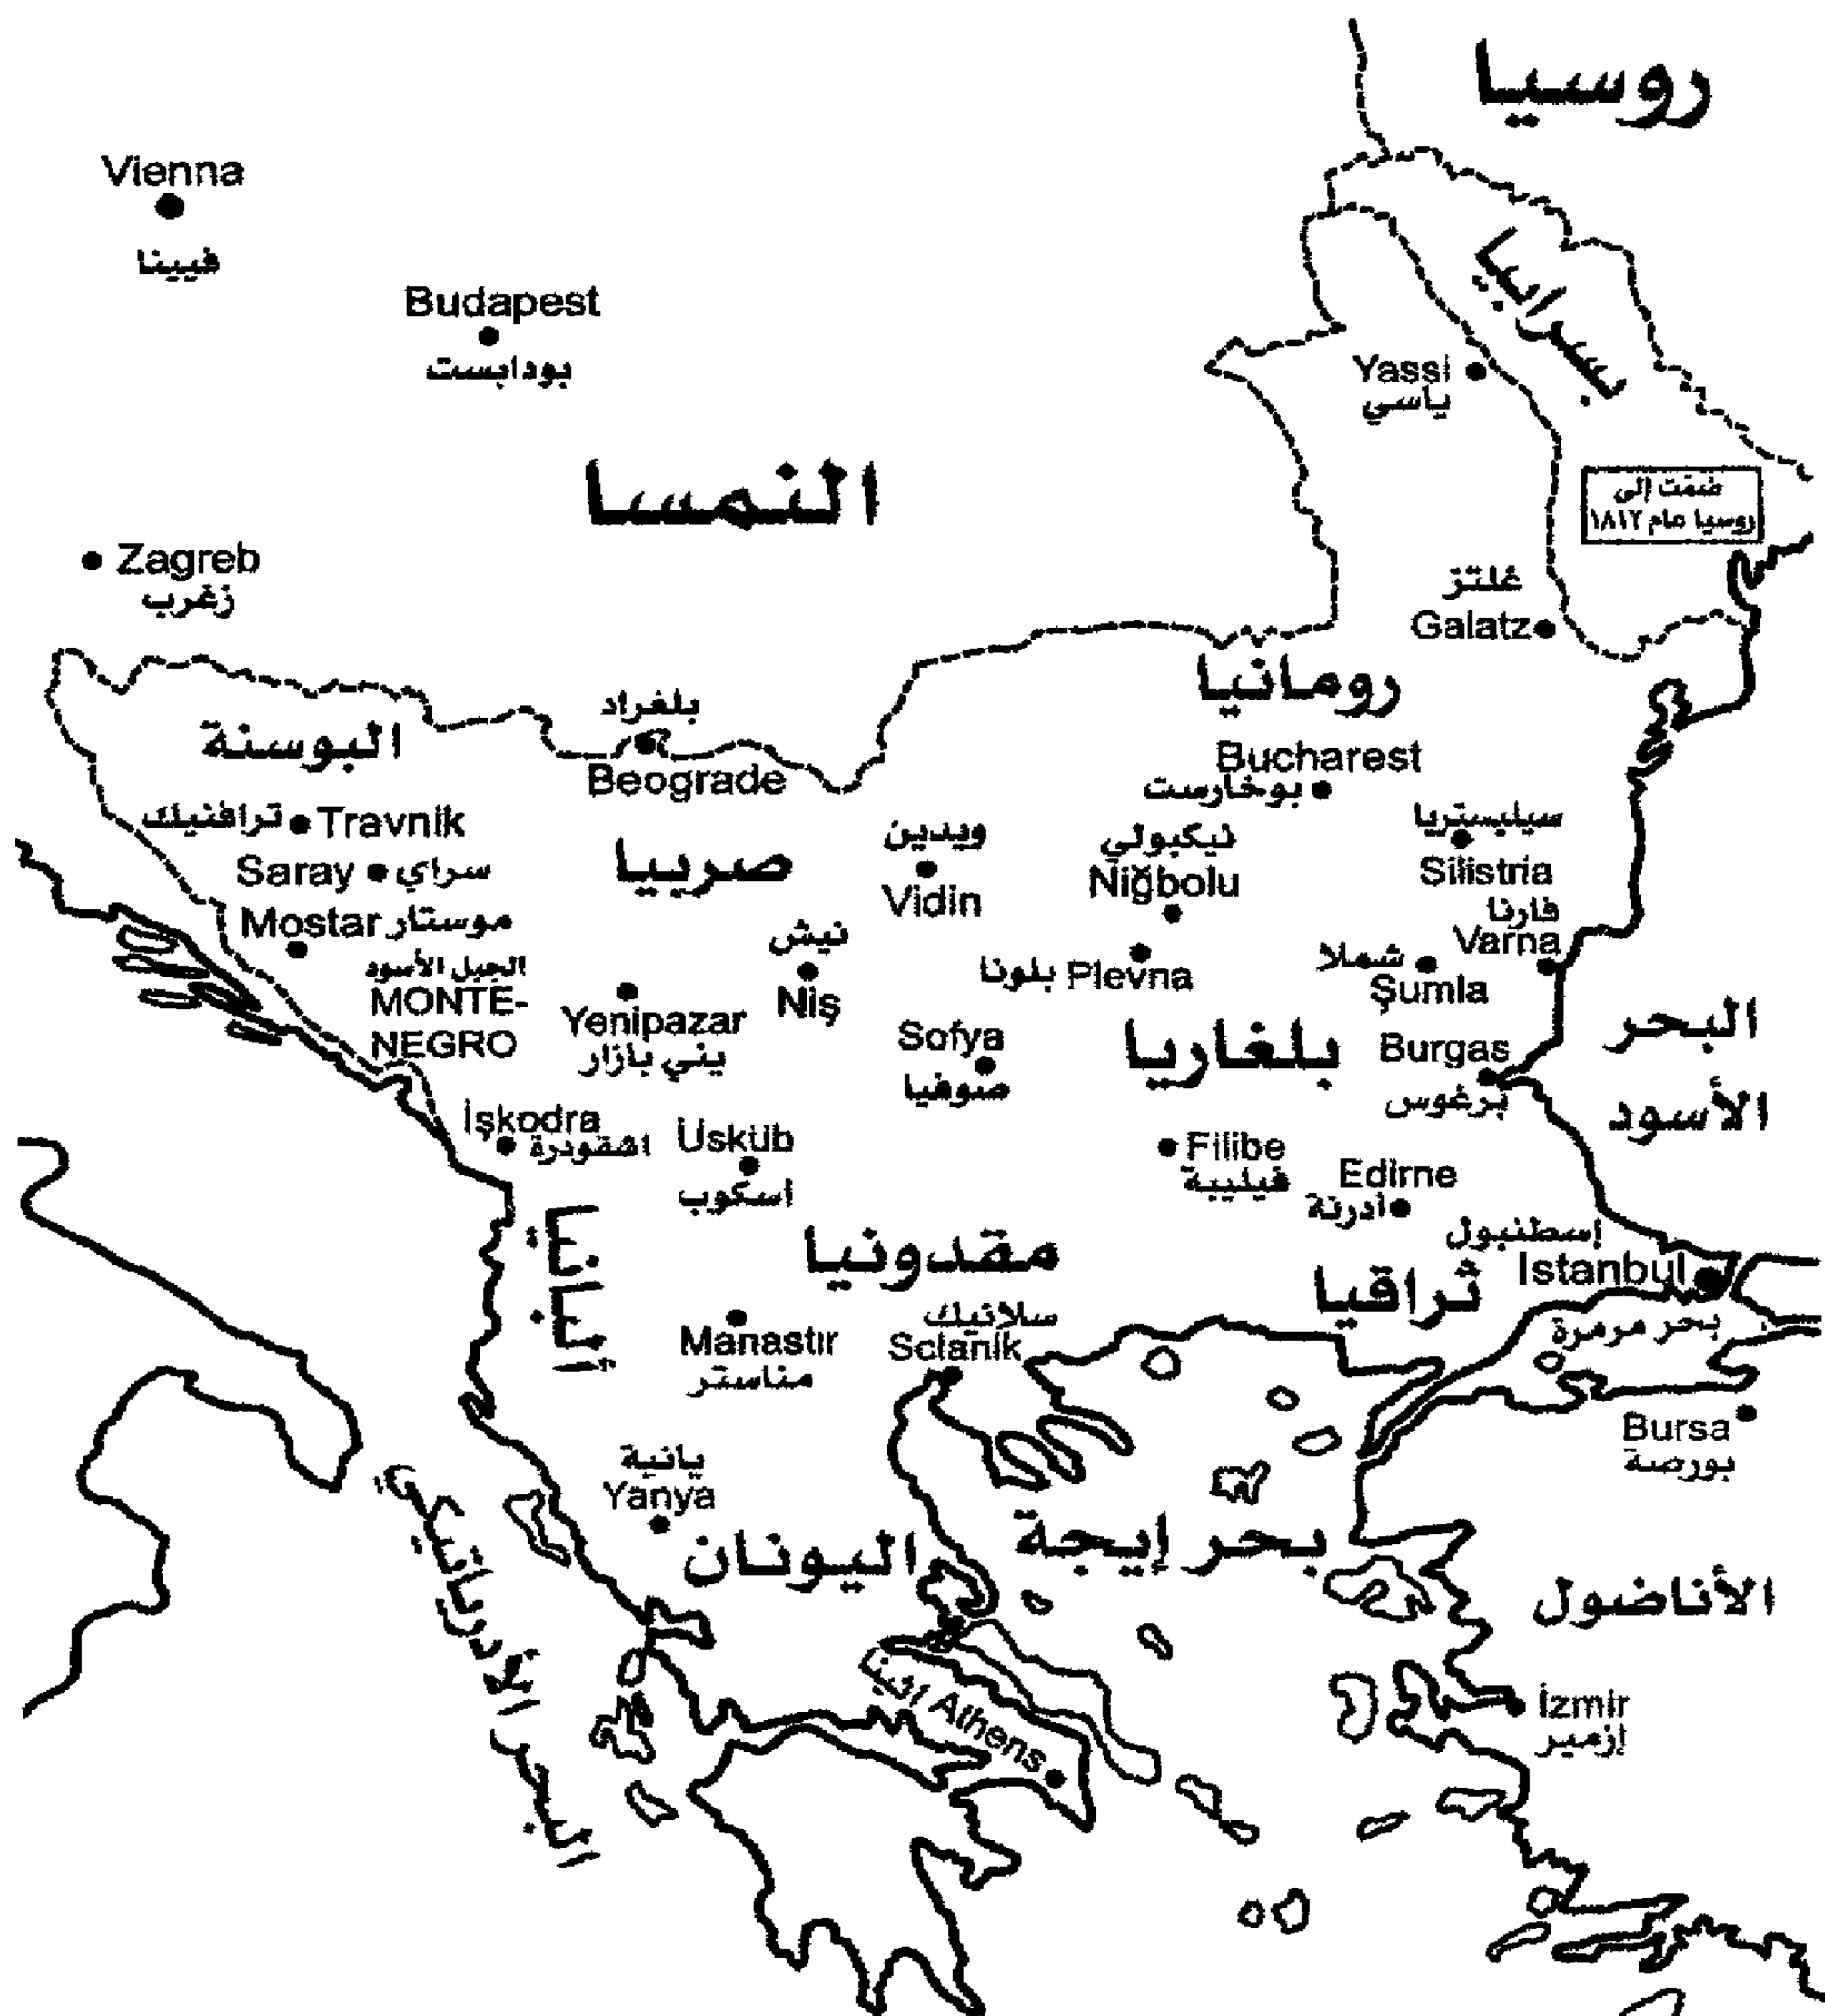 روسيا
Vienna
فيينا
بسرابيا
Budapest
بودابست
Yassi
ياسي
النمسا
ضمّت إلى
روسيا عام ١٨١٢
Zagreb
زغرب
غلتز
Galatz
رومانيا
بلغراد
Beograde
البوسنة
Bucharest
بوخارست
ترافنيك Travnik
سيليستريا
Silistria
ويدين
Vidin
نيكبولي
Niğbolu
صربيا
Saray سراي
Mostar موستار
فارنا
Varna
نيش
Niş
بلونا Plevna
شملا
Şumla
الجبل الأسود
MONTE-
NEGRO
Yenipazar
يني بازار
Sofya
صوفيا
بلغاريا
Burgas
برغوس
البحر
الأسود
İşkodra
اشقودرة
Usküb
اسكوب
Filibe
فيليبة
Edirne
أدرنة
إسطنبول
Istanbul
مقدونيا
ثراقيا
ألبانيا
Manastır
مناستر
سلانيك
Sclanik
بحر مرمرة
Bursa
بورصة
يانية
Yanya
اليونان
بحر إيجة
الأناضول
البحر الأدرياتيكي
أثينا Athens
İzmir
إزمير